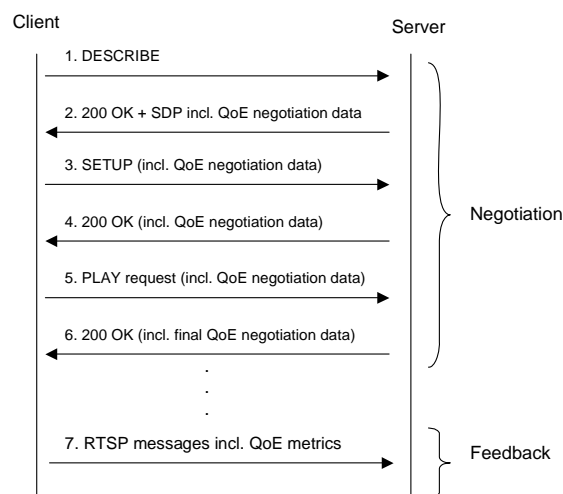 Client
Server
1. DESCRIBE
2. 200 OK + SDP incl. QoE negotiation data
3. SETUP (incl. QoE negotiation data)
4. 200 OK (incl. QoE negotiation data)
Negotiation
5. PLAY request (incl. QoE negotiation data)
6. 200 OK (incl. final QoE negotiation data)
.
.
.
7. RTSP messages incl. QoE metrics
Feedback